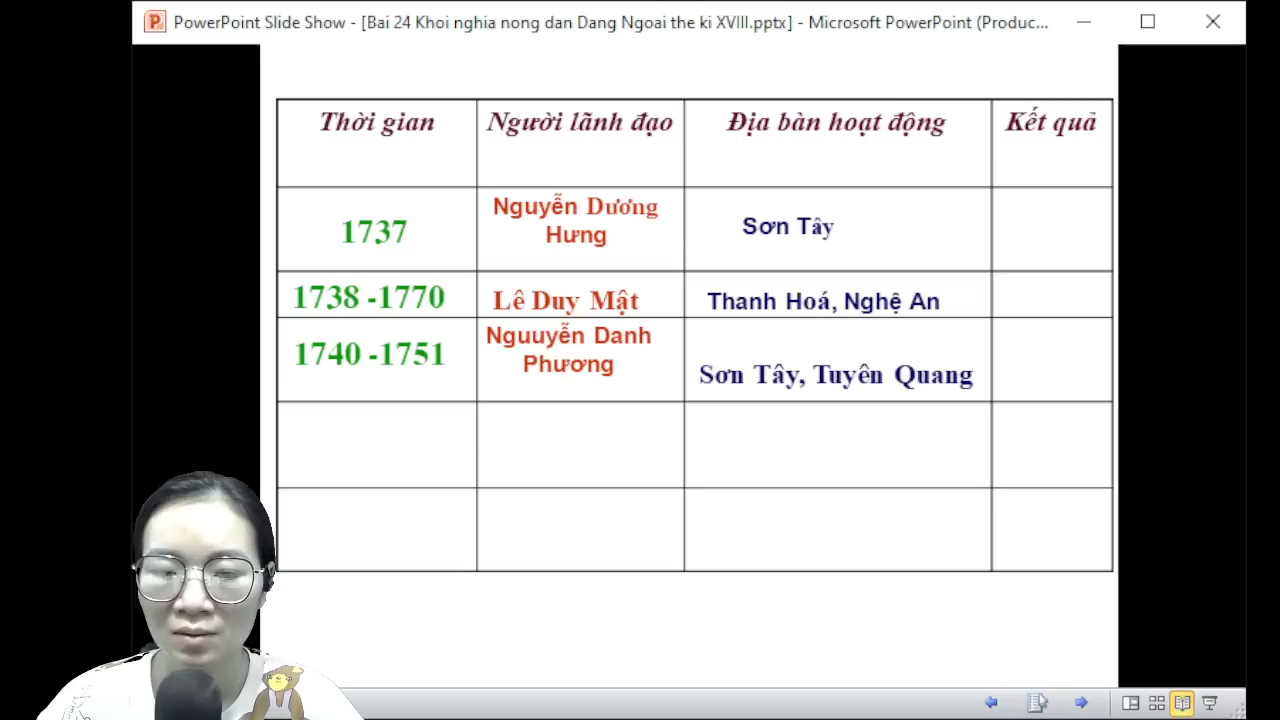 PowerPoint Slide Show - [Bai 24 Khoi nghia nong dan Dang Ngoai the ki XVIII.pptx] - Microsoft PowerPoint (Produc...
Thời gian Người lãnh đạo Địa bàn hoạt động Kết quả
1737 Nguyễn Dương Hưng Sơn Tây
1738 -1770 Lê Duy Mật Thanh Hoá, Nghệ An
1740 -1751 Nguuyễn Danh Phương Sơn Tây, Tuyên Quang